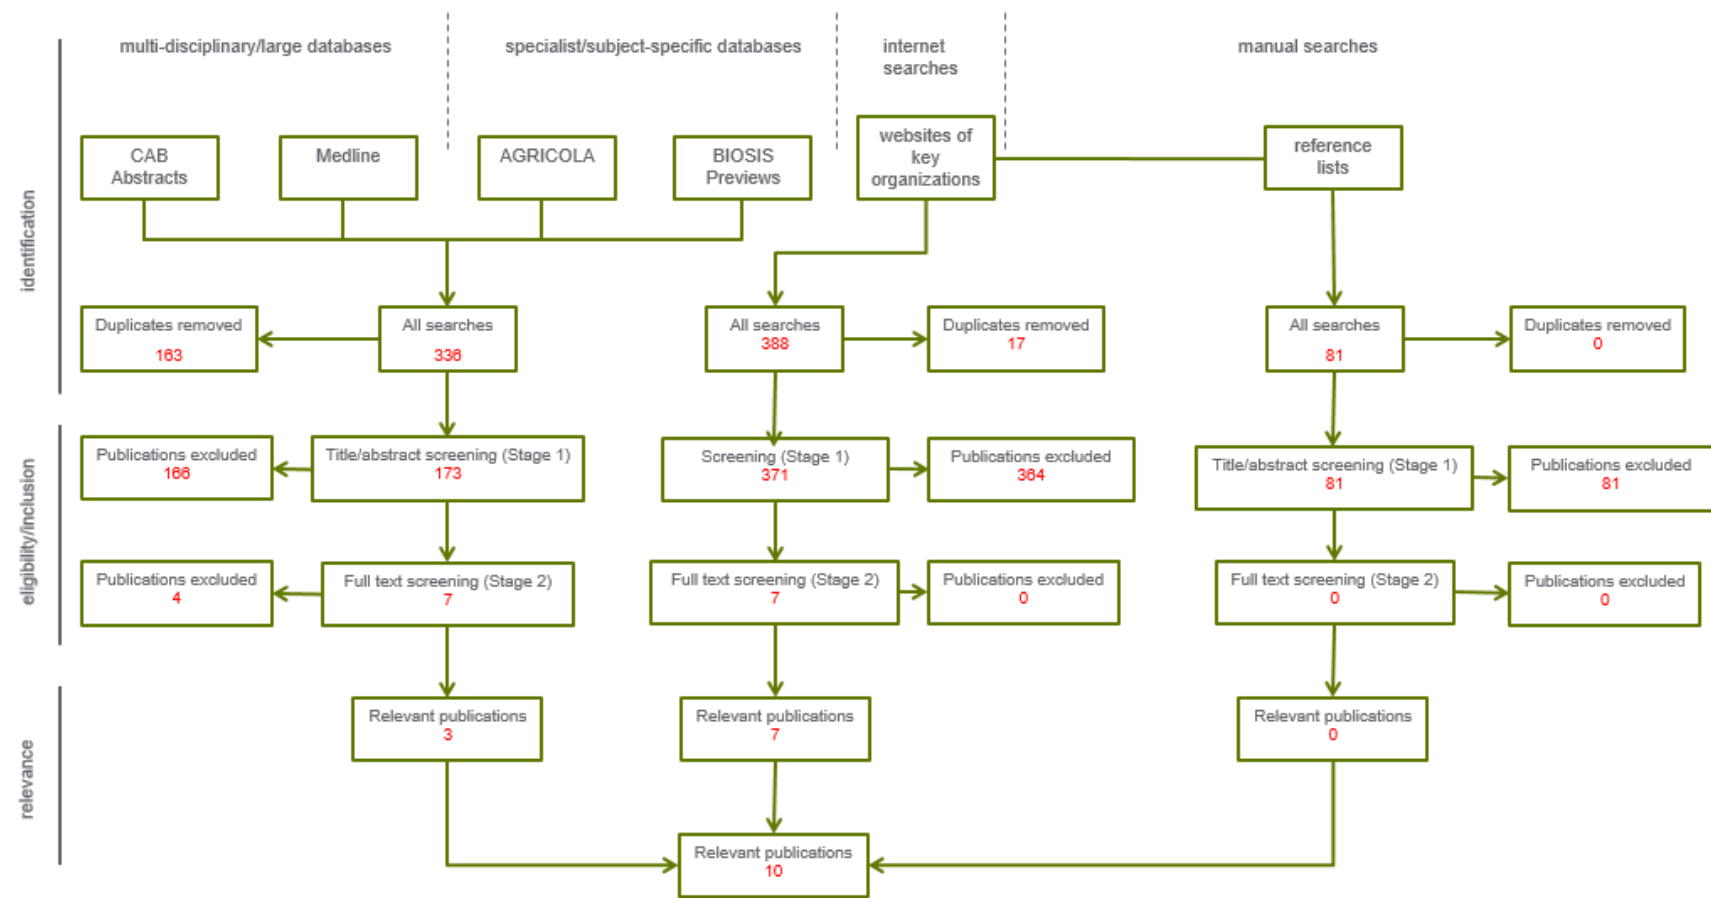 multi-disciplinary/large databases
specialist/subject-specific databases
internet
searches
manual searches
identification
CAB
Abstracts
Medline
AGRICOLA
BIOSIS
Previews
websites of
key
organizations
reference
lists
Duplicates removed
163
All searches
336
All searches
388
Duplicates removed
17
All searches
81
Duplicates removed
0
eligibility/inclusion
Publications excluded
166
Title/abstract screening (Stage 1)
173
Screening (Stage 1)
371
Publications excluded
364
Title/abstract screening (Stage 1)
81
Publications excluded
81
Publications excluded
4
Full text screening (Stage 2)
7
Full text screening (Stage 2)
7
Publications excluded
0
Full text screening (Stage 2)
0
Publications excluded
0
relevance
Relevant publications
3
Relevant publications
7
Relevant publications
0
Relevant publications
10